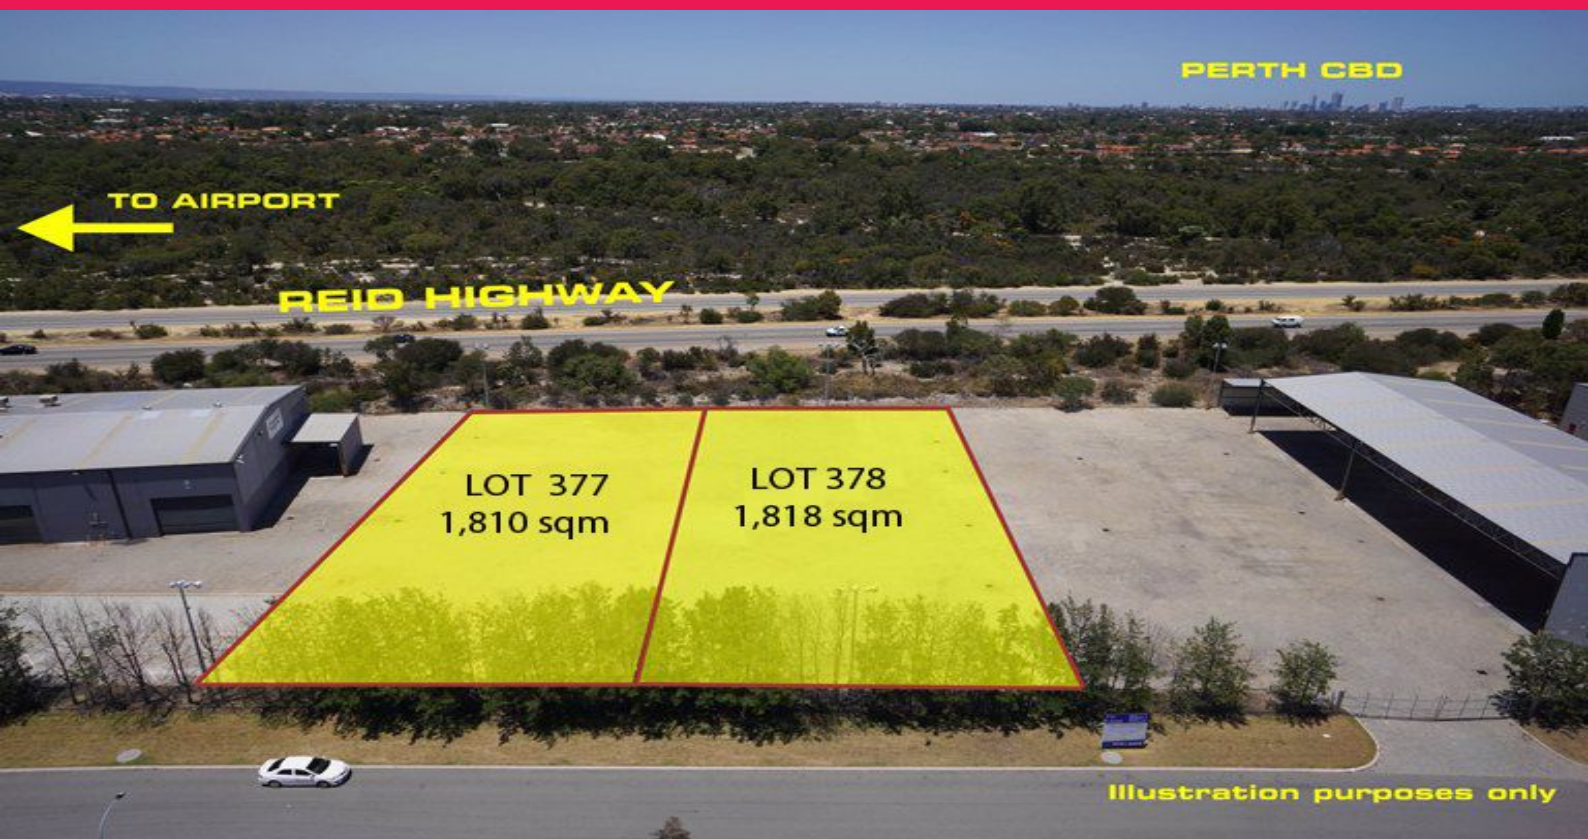 PERTH CBD
TO AIRPORT
REID HIGHWAY
LOT 377
1,810 sqm
LOT 378
1,818 sqm
Illustration purposes only